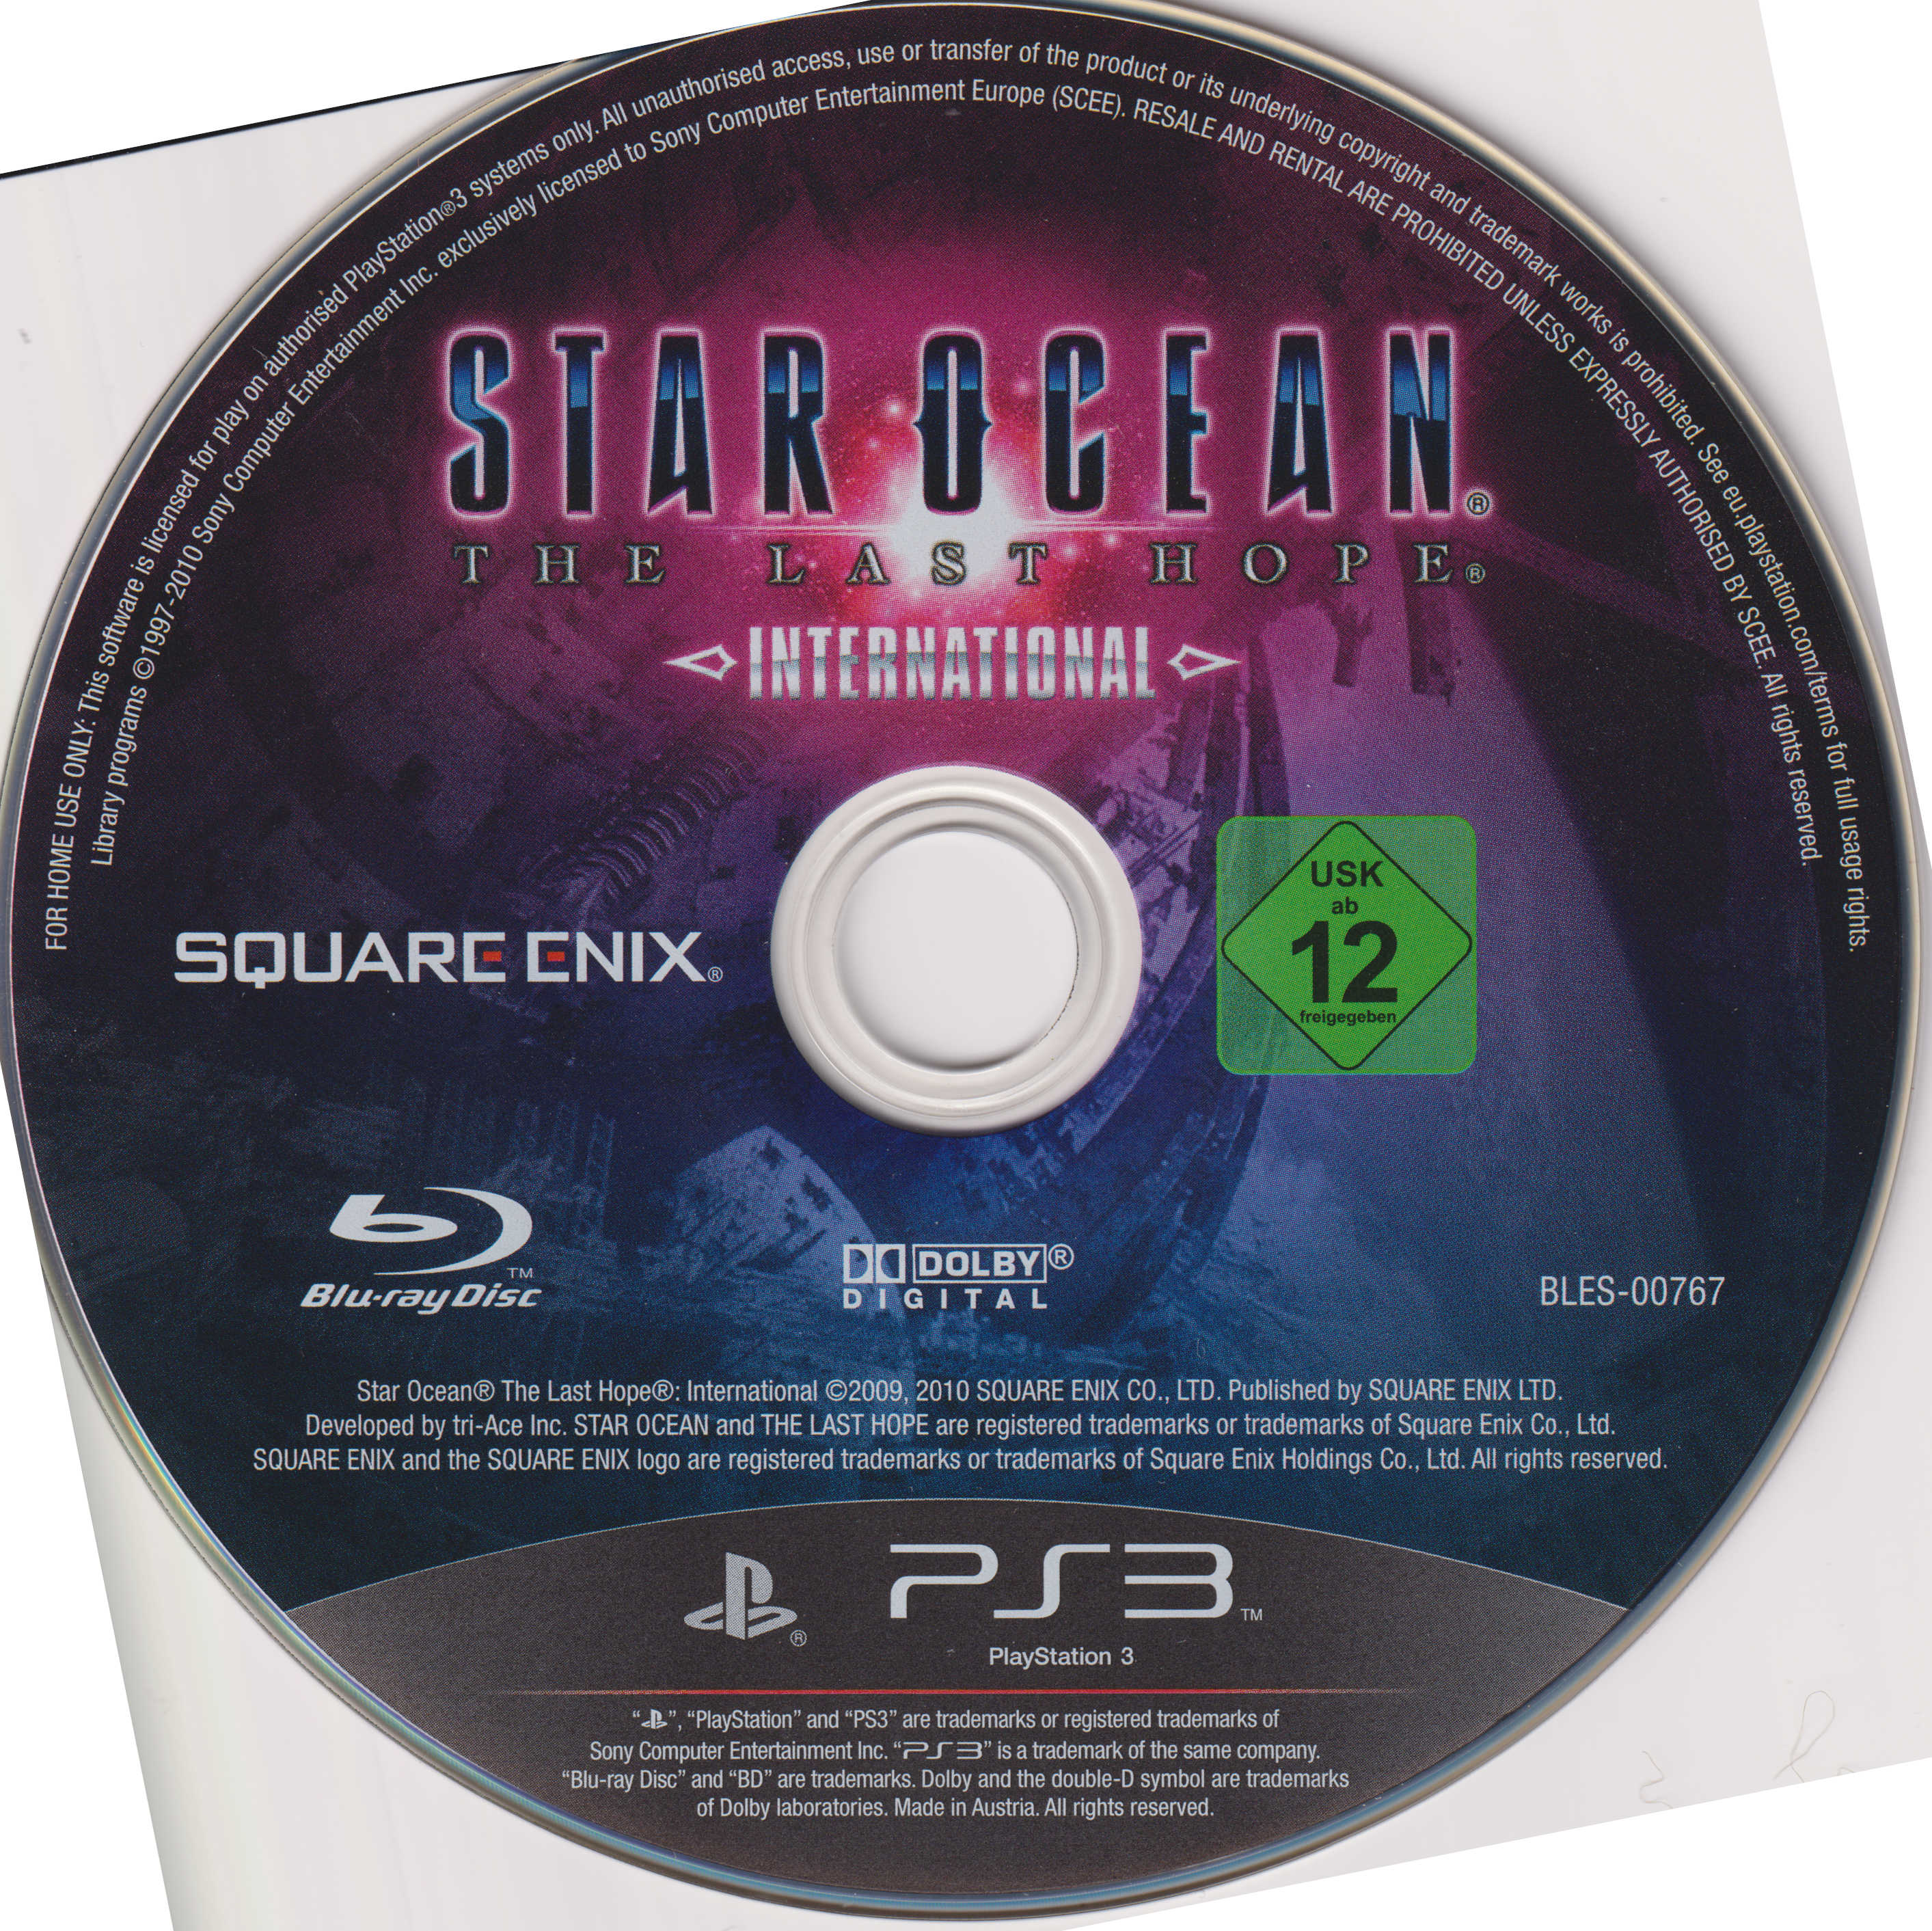 FOR HOME USE ONLY: This software is licensed for play on authorised PlayStation®3 systems only. All unauthorised access, use or transfer of the product or its underlying copyright and trademark works is prohibited. See eu.playstation.com/terms for full usage rights.
Library programs ©1997-2010 Sony Computer Entertainment Inc. exclusively licensed to Sony Computer Entertainment Europe (SCEE). RESALE AND RENTAL ARE PROHIBITED UNLESS EXPRESSLY AUTHORISED BY SCEE. All rights reserved.
STAR OCEAN®
THE LAST HOPE®
INTERNATIONAL
SQUARE ENIX®
USK
ab
12
freigegeben
Blu-ray Disc™
DOLBY®
DIGITAL
BLES-00767
Star Ocean® The Last Hope®: International ©2009, 2010 SQUARE ENIX CO., LTD. Published by SQUARE ENIX LTD.
Developed by tri-Ace Inc. STAR OCEAN and THE LAST HOPE are registered trademarks or trademarks of Square Enix Co., Ltd.
SQUARE ENIX and the SQUARE ENIX logo are registered trademarks or trademarks of Square Enix Holdings Co., Ltd. All rights reserved.
® PS3™
PlayStation 3
“ ”, “PlayStation” and “PS3” are trademarks or registered trademarks of
Sony Computer Entertainment Inc. “PS3” is a trademark of the same company.
“Blu-ray Disc” and “BD” are trademarks. Dolby and the double-D symbol are trademarks
of Dolby laboratories. Made in Austria. All rights reserved.